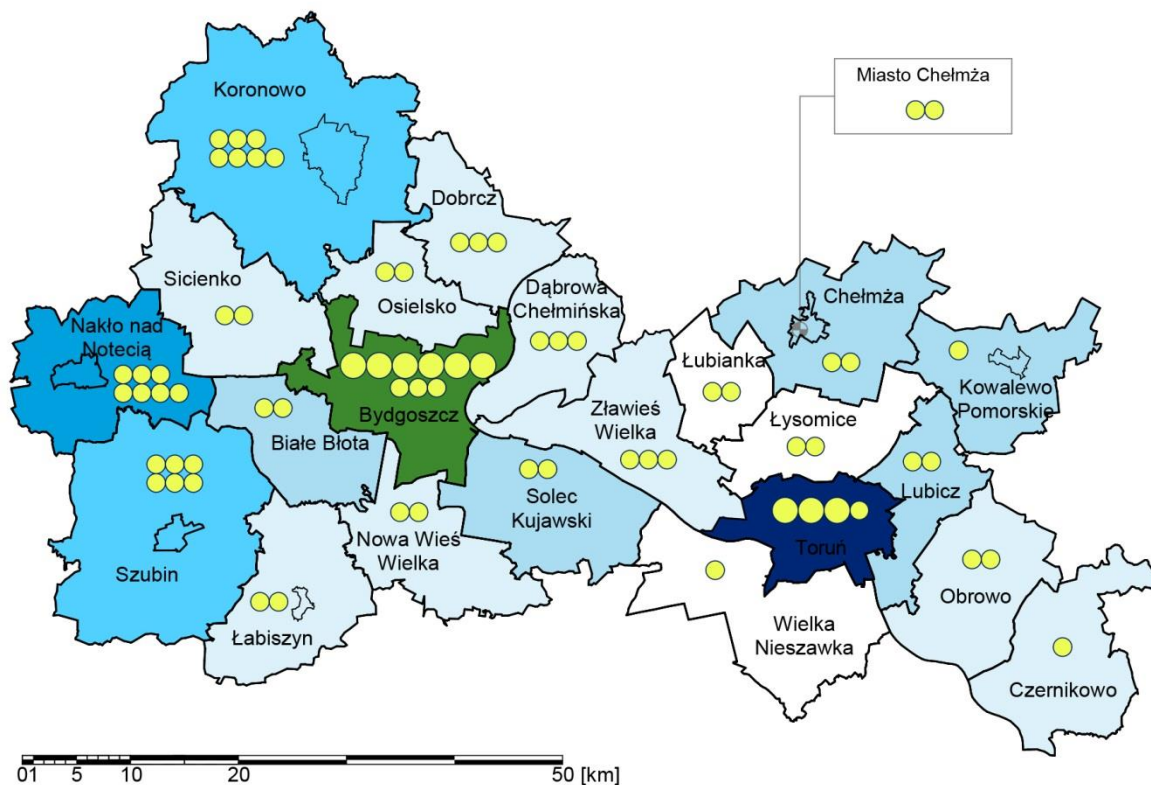 Miasto Chełmża
Koronowo
Dobrcz
Sicienko
Osielsko
Dąbrowa
Chełmińska
Chełmża
Nakło nad
Notecią
Łubianka
Kowalewo
Pomorskie
Bydgoszcz
Białe Błota
Zławieś
Wielka
Łysomice
Lubicz
Solec
Kujawski
Nowa Wieś
Wielka
Toruń
Szubin
Obrowo
Łabiszyn
Wielka
Nieszawka
Czernikowo
01 5 10 20 50 [km]